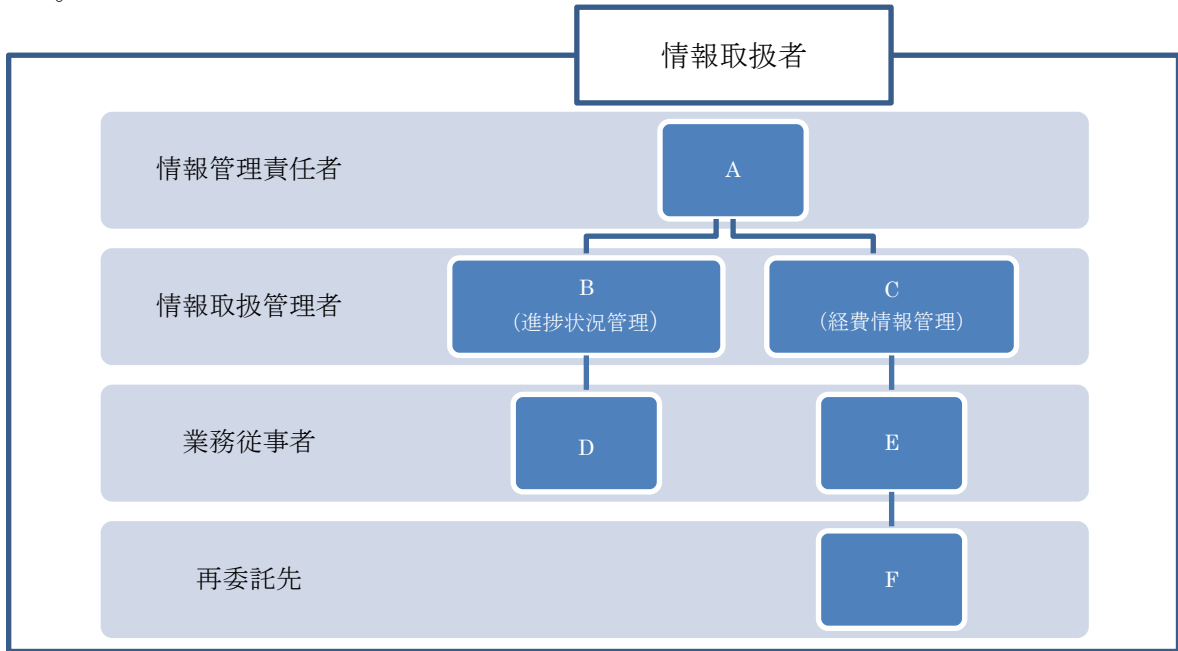 情報取扱者
情報管理責任者
A
情報取扱管理者
B
（進捗状況管理）
C
（経費情報管理）
業務従事者
D
E
再委託先
F